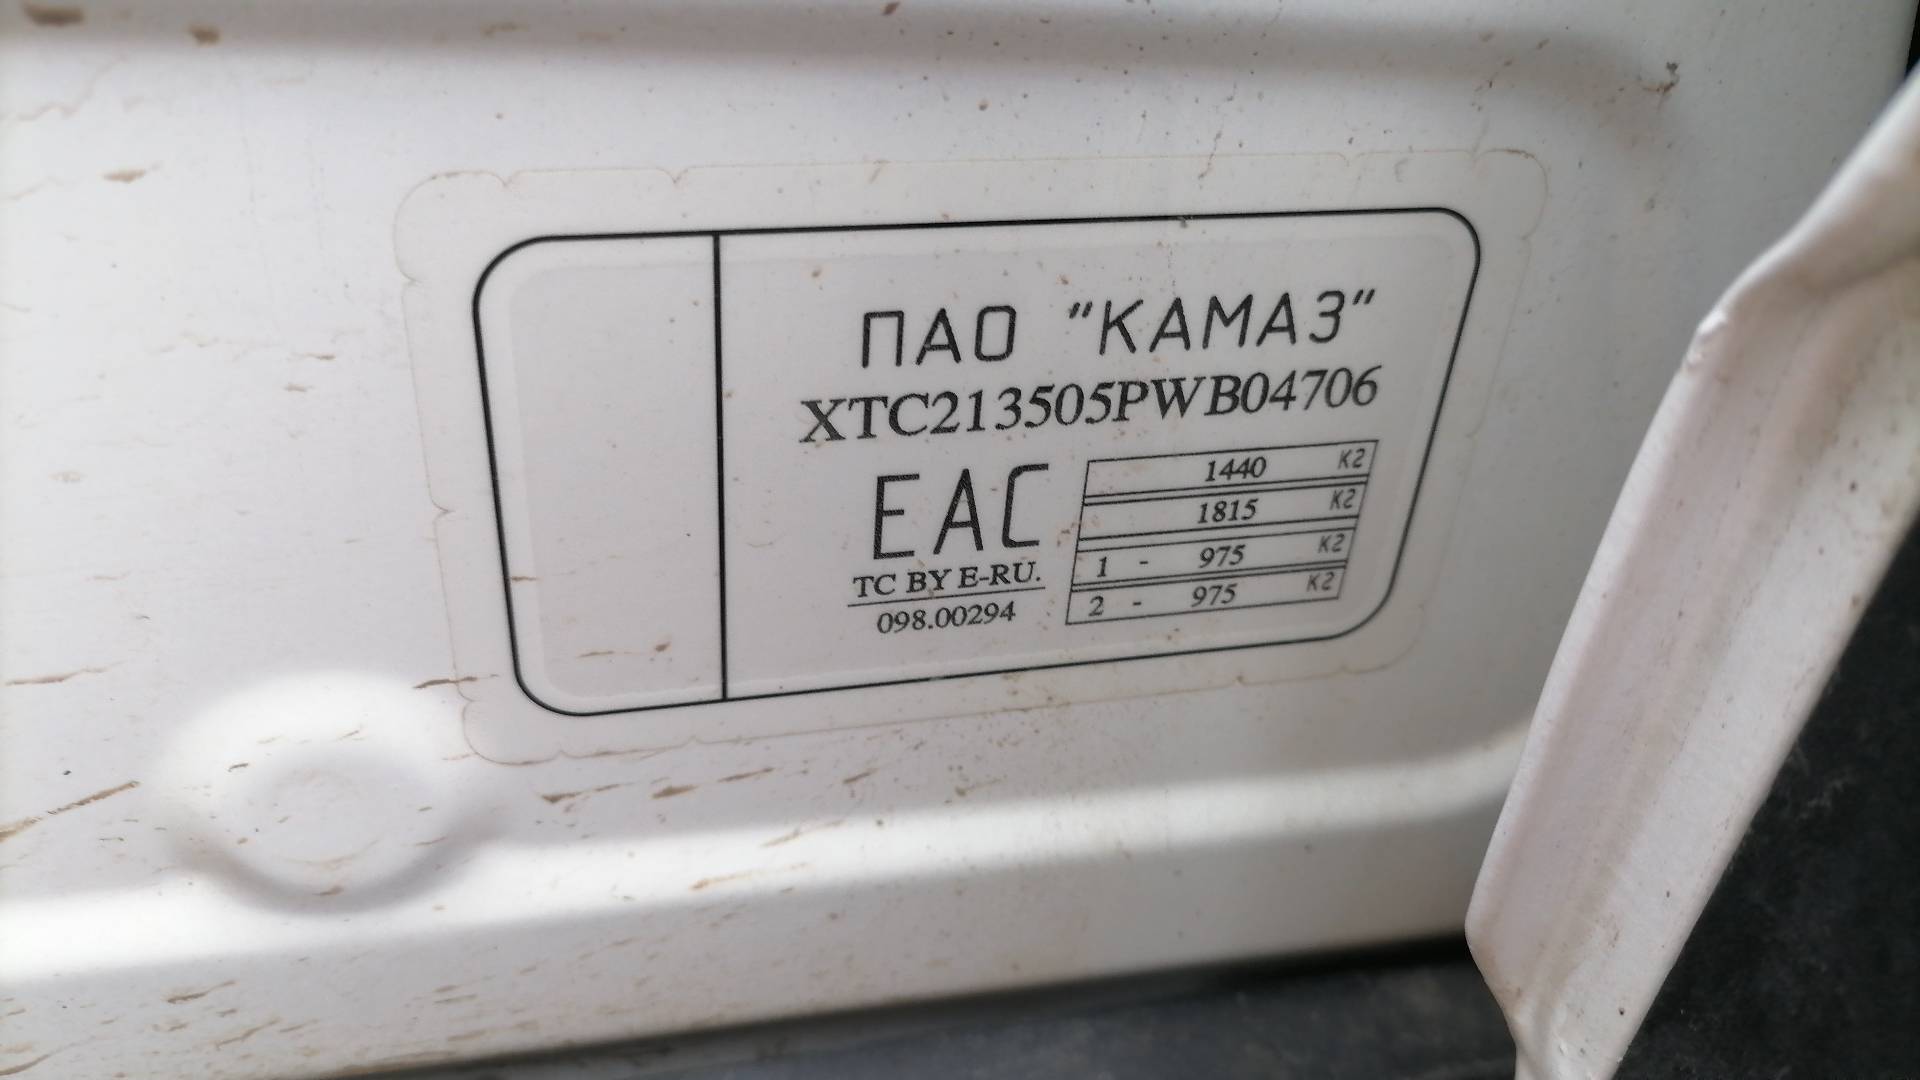 ПАО "КАМАЗ"
XTC213505PWB04706
EAC
TC BY E-RU.
098.00294
1440 кг
1815 кг
1 - 975 кг
2 - 975 кг